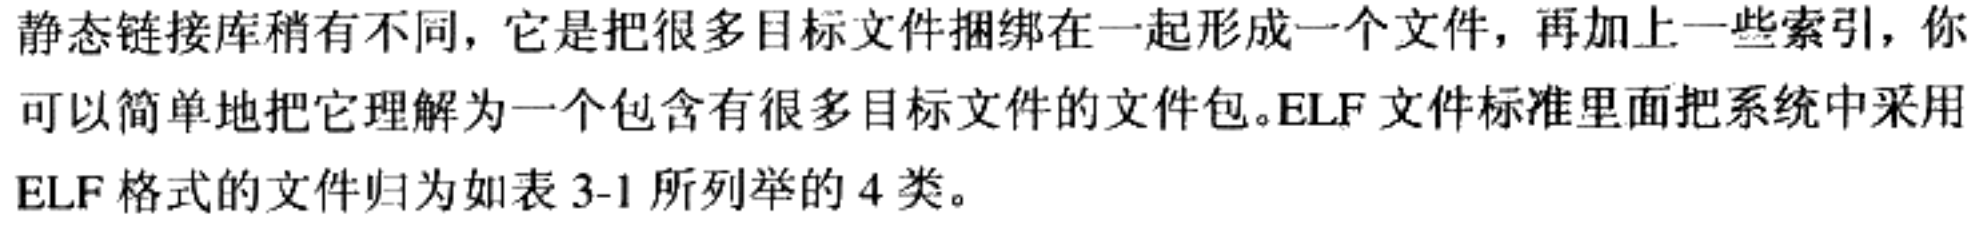 静态链接库稍有不同，它是把很多目标文件捆绑在一起形成一个文件，再加上一些索引，你
可以简单地把它理解为一个包含有很多目标文件的文件包。ELF 文件标准里面把系统中采用
ELF 格式的文件归为如表 3-1 所列举的 4 类。